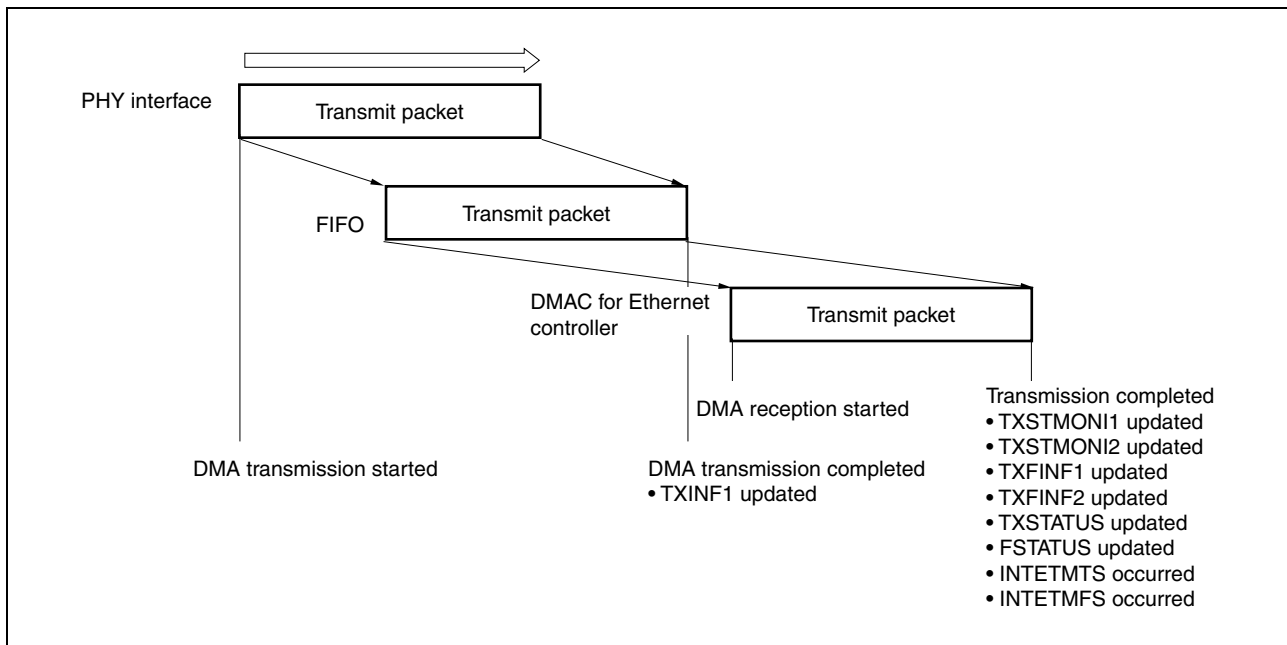 PHY interface
Transmit packet
FIFO
Transmit packet
DMAC for Ethernet
controller
Transmit packet
DMA transmission started
DMA transmission completed
• TXINF1 updated
DMA reception started
Transmission completed
• TXSTMONI1 updated
• TXSTMONI2 updated
• TXFINF1 updated
• TXFINF2 updated
• TXSTATUS updated
• FSTATUS updated
• INTETMTS occurred
• INTETMFS occurred